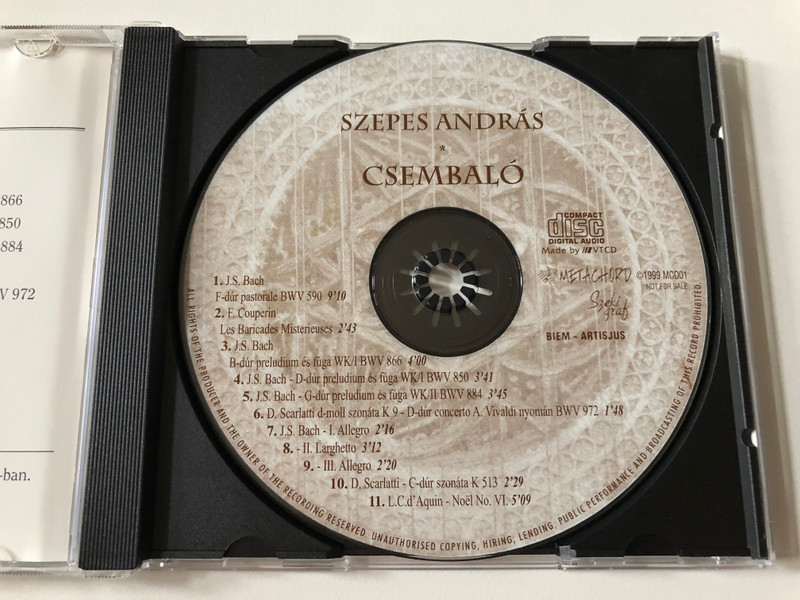 866
850
884
V 972
-ban.
SZEPES ANDRÁS
*
CSEMBALÓ
COMPACT
disc
DIGITAL AUDIO
Made by VTCD
METACHORD
©1999 MCD01
NOT FOR SALE
Szeki
graf
BIEM - ARTISJUS
1. J.S. Bach
F-dúr pastorale BWV 590 9'10
2. F. Couperin
Les Baricades Misterieuses 2'43
3. J.S. Bach
B-dúr preludium és fúga WK/I BWV 866 4'00
4. J.S. Bach - D-dúr preludium és fúga WK/I BWV 850 3'41
5. J.S. Bach - G-dúr preludium és fúga WK/II BWV 884 3'45
6. D. Scarlatti d-moll szonáta K 9 - D-dúr concerto A. Vivaldi nyomán BWV 972 1'48
7. J.S. Bach - I. Allegro 2'16
8. - II. Larghetto 3'12
9. - III. Allegro 2'20
10. D. Scarlatti - C-dúr szonáta K 513 2'29
11. L.C.d'Aquin - Noël No. VI. 5'09
ALL RIGHTS OF THE PRODUCER AND THE OWNER OF THE RECORDING RESERVED. UNAUTHORISED COPYING, HIRING, LENDING, PUBLIC PERFORMANCE AND BROADCASTING OF THIS RECORD PROHIBITED.